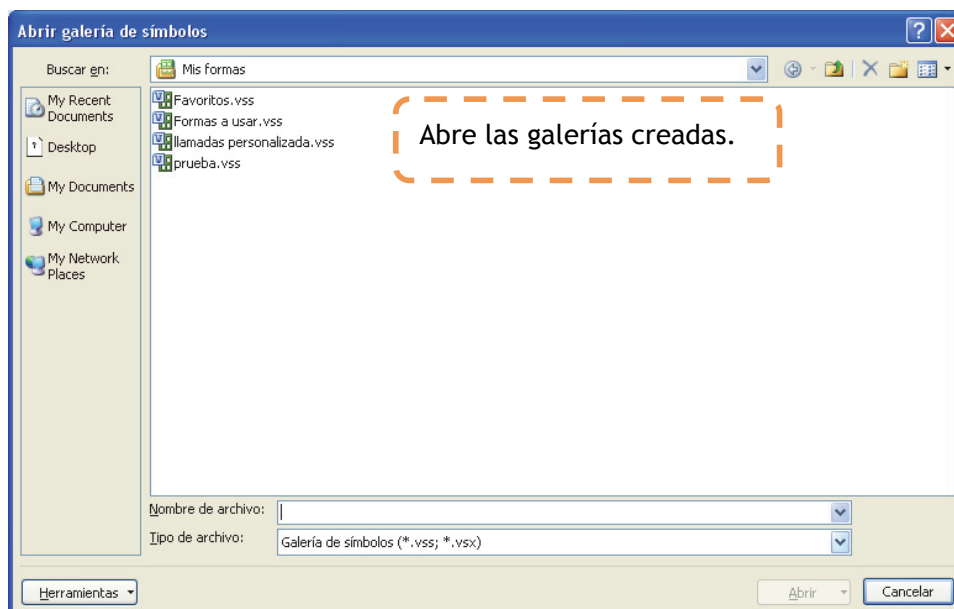 Abrir galería de símbolos
Buscar en:
Mis formas
My Recent
Documents
Desktop
My Documents
My Computer
My Network
Places
Favoritos.vss
Formas a usar.vss
llamadas personalizada.vss
prueba.vss
Abre las galerías creadas.
Nombre de archivo:
Tipo de archivo:
Galería de símbolos (*.vss; *.vsx)
Herramientas
Abrir
Cancelar